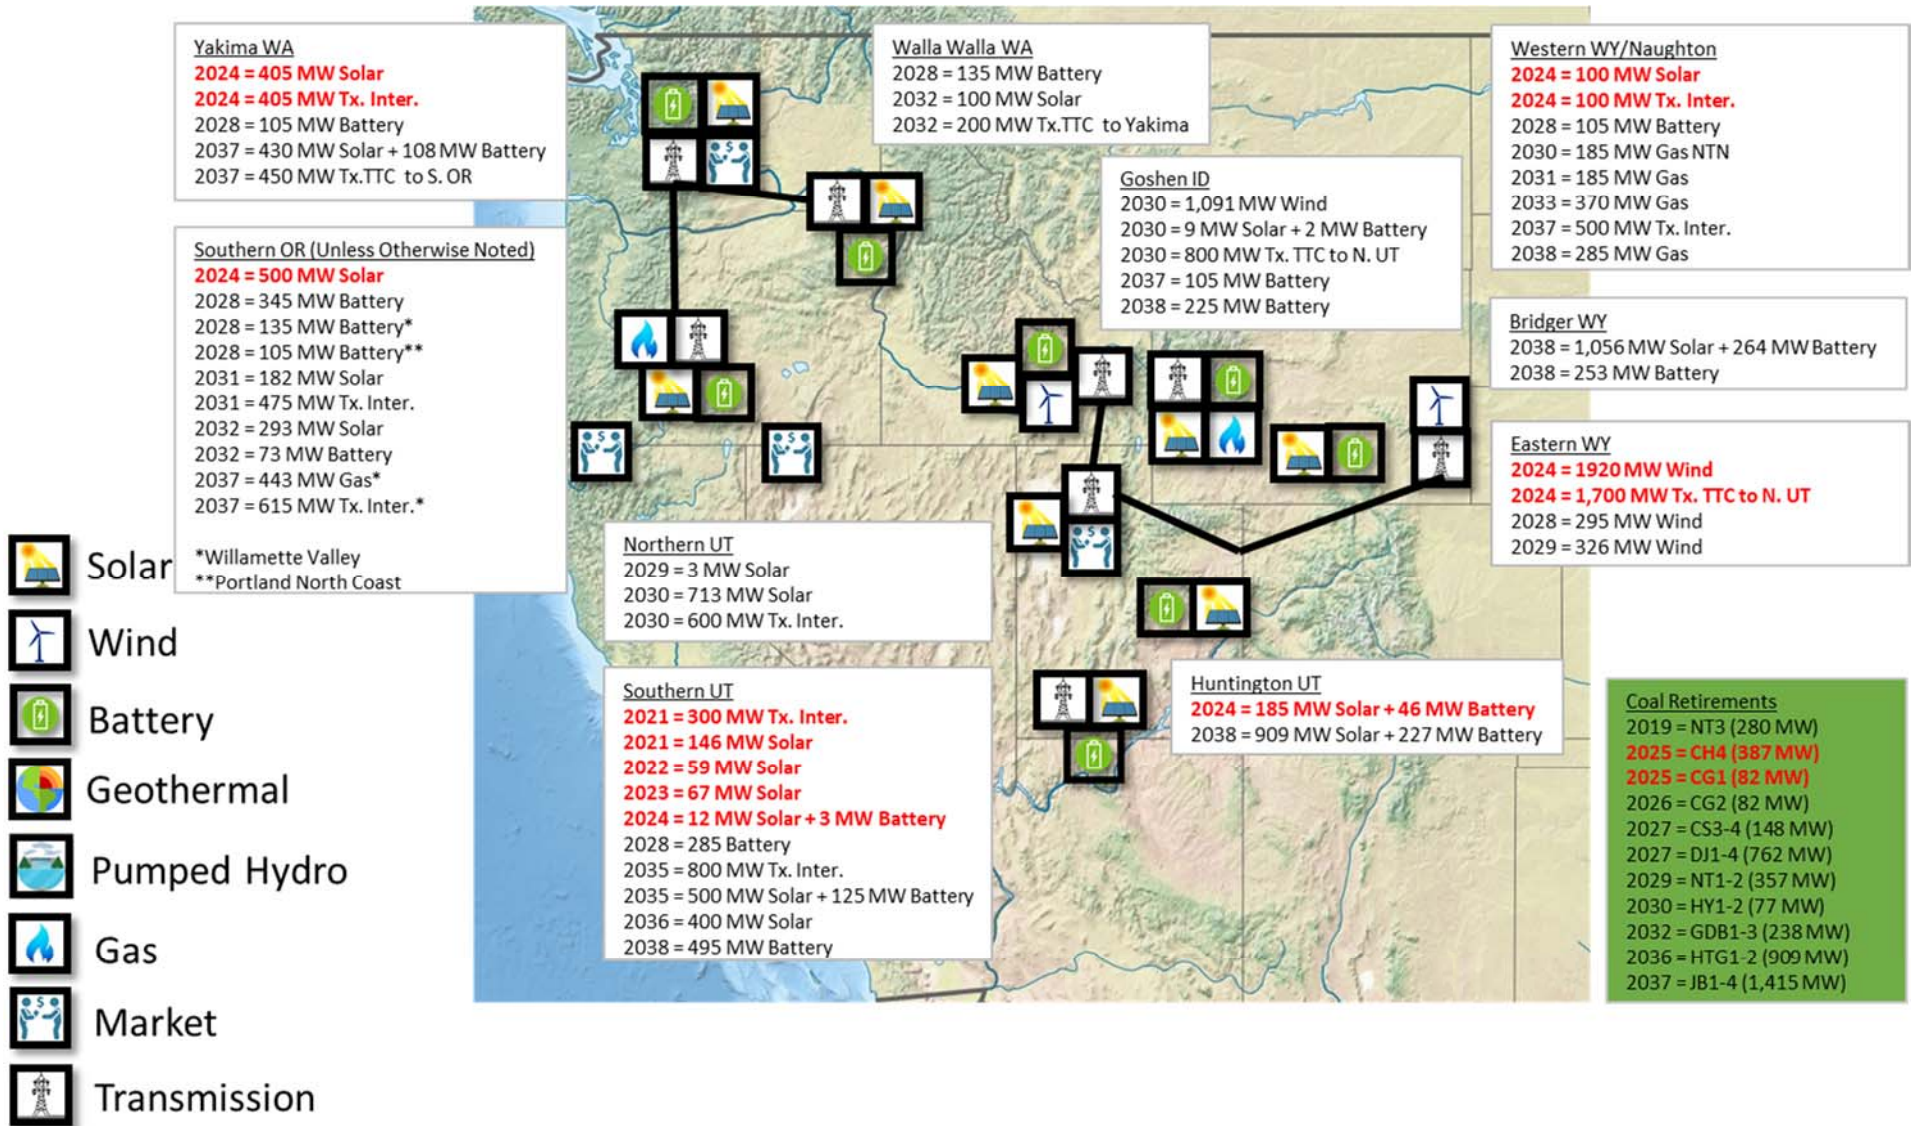 Yakima WA
2024 = 405 MW Solar
2024 = 405 MW Tx. Inter.
2028 = 105 MW Battery
2037 = 430 MW Solar + 108 MW Battery
2037 = 450 MW Tx.TTC to S. OR
Walla Walla WA
2028 = 135 MW Battery
2032 = 100 MW Solar
2032 = 200 MW Tx.TTC to Yakima
Western WY/Naughton
2024 = 100 MW Solar
2024 = 100 MW Tx. Inter.
2028 = 105 MW Battery
2030 = 185 MW Gas NTN
2031 = 185 MW Gas
2033 = 370 MW Gas
2037 = 500 MW Tx. Inter.
2038 = 285 MW Gas
Goshen ID
2030 = 1,091 MW Wind
2030 = 9 MW Solar + 2 MW Battery
2030 = 800 MW Tx. TTC to N. UT
2037 = 105 MW Battery
2038 = 225 MW Battery
Southern OR (Unless Otherwise Noted)
2024 = 500 MW Solar
2028 = 345 MW Battery
2028 = 135 MW Battery*
2028 = 105 MW Battery**
2031 = 182 MW Solar
2031 = 475 MW Tx. Inter.
2032 = 293 MW Solar
2032 = 73 MW Battery
2037 = 443 MW Gas*
2037 = 615 MW Tx. Inter.*
*Willamette Valley
**Portland North Coast
Bridger WY
2038 = 1,056 MW Solar + 264 MW Battery
2038 = 253 MW Battery
Eastern WY
2024 = 1920 MW Wind
2024 = 1,700 MW Tx. TTC to N. UT
2028 = 295 MW Wind
2029 = 326 MW Wind
Northern UT
2029 = 3 MW Solar
2030 = 713 MW Solar
2030 = 600 MW Tx. Inter.
Southern UT
2021 = 300 MW Tx. Inter.
2021 = 146 MW Solar
2022 = 59 MW Solar
2023 = 67 MW Solar
2024 = 12 MW Solar + 3 MW Battery
2028 = 285 Battery
2035 = 800 MW Tx. Inter.
2035 = 500 MW Solar + 125 MW Battery
2036 = 400 MW Solar
2038 = 495 MW Battery
Huntington UT
2024 = 185 MW Solar + 46 MW Battery
2038 = 909 MW Solar + 227 MW Battery
Coal Retirements
2019 = NT3 (280 MW)
2025 = CH4 (387 MW)
2025 = CG1 (82 MW)
2026 = CG2 (82 MW)
2027 = CS3-4 (148 MW)
2027 = DJ1-4 (762 MW)
2029 = NT1-2 (357 MW)
2030 = HY1-2 (77 MW)
2032 = GDB1-3 (238 MW)
2036 = HTG1-2 (909 MW)
2037 = JB1-4 (1,415 MW)
Solar
Wind
Battery
Geothermal
Pumped Hydro
Gas
Market
Transmission